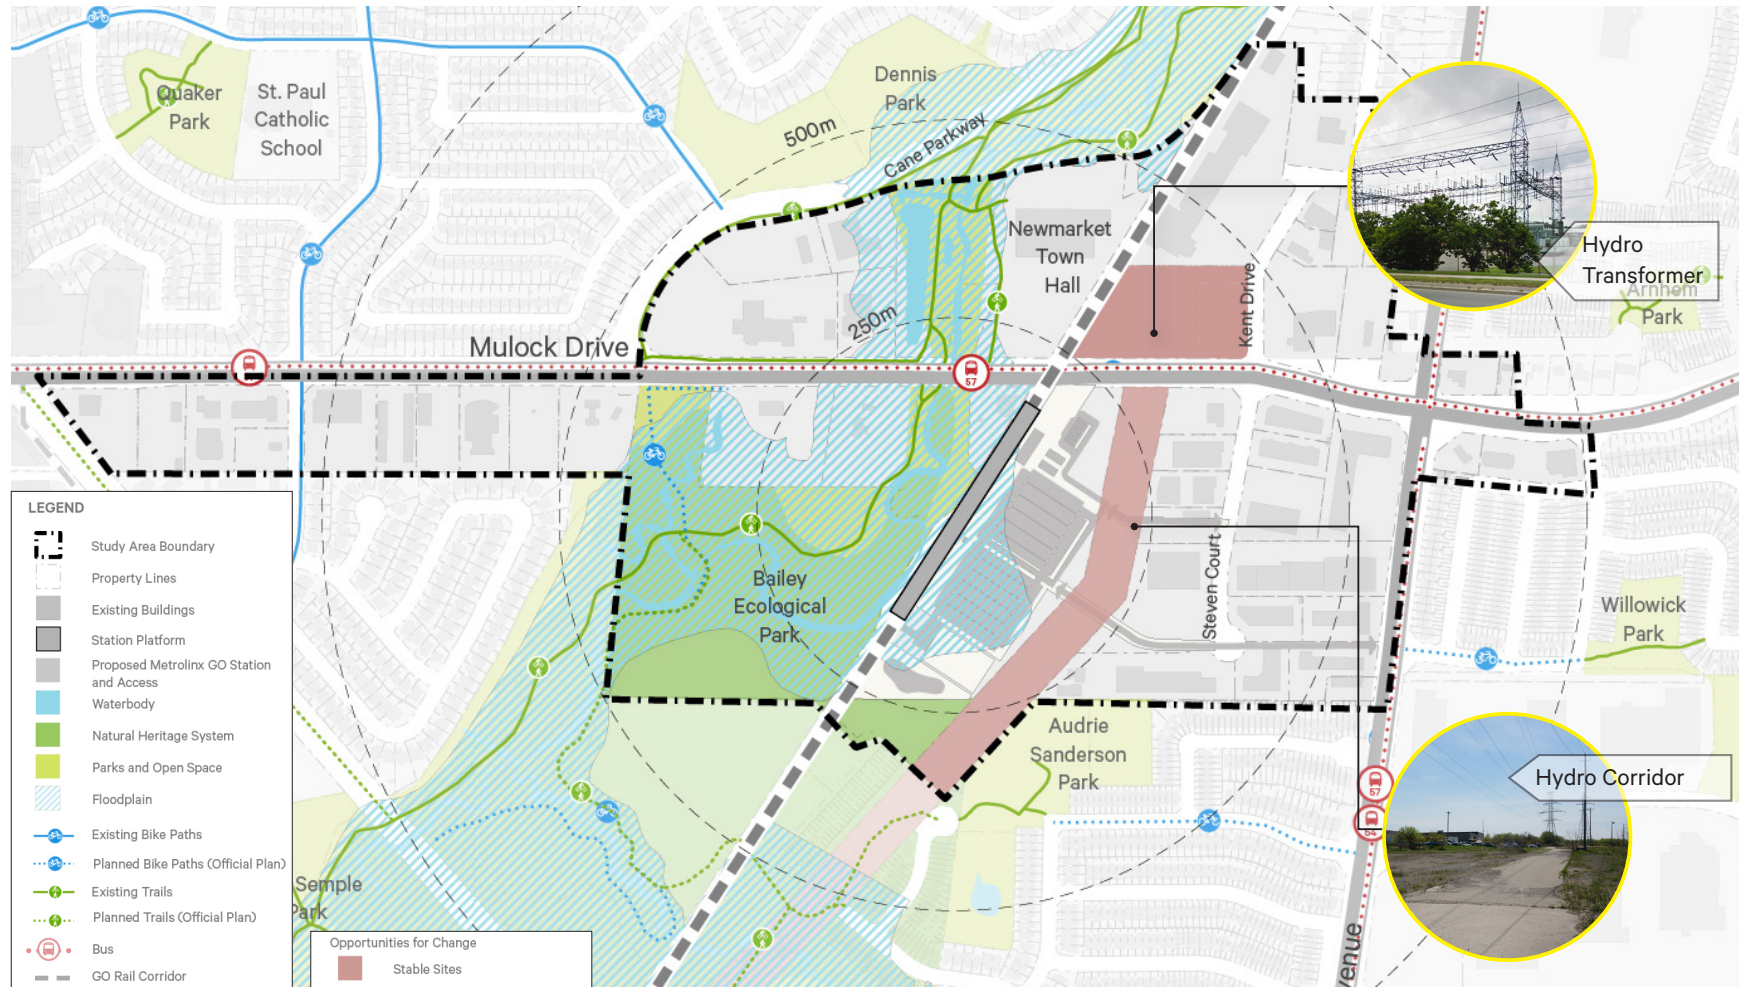 Quaker
Park
St. Paul
Catholic
School
Dennis
Park
500m
Cane Parkway
Newmarket
Town
Hall
250m
Kent Drive
Hydro
Transformer
Arnhem
Park
Mulock Drive
57
Steven Court
Bailey
Ecological
Park
Willowick
Park
Audrie
Sanderson
Park
57
54
Hydro Corridor
venue
Semple
Park
LEGEND
Study Area Boundary
Property Lines
Existing Buildings
Station Platform
Proposed Metrolinx GO Station
and Access
Waterbody
Natural Heritage System
Parks and Open Space
Floodplain
Existing Bike Paths
Planned Bike Paths (Official Plan)
Existing Trails
Planned Trails (Official Plan)
Bus
GO Rail Corridor
Opportunities for Change
Stable Sites